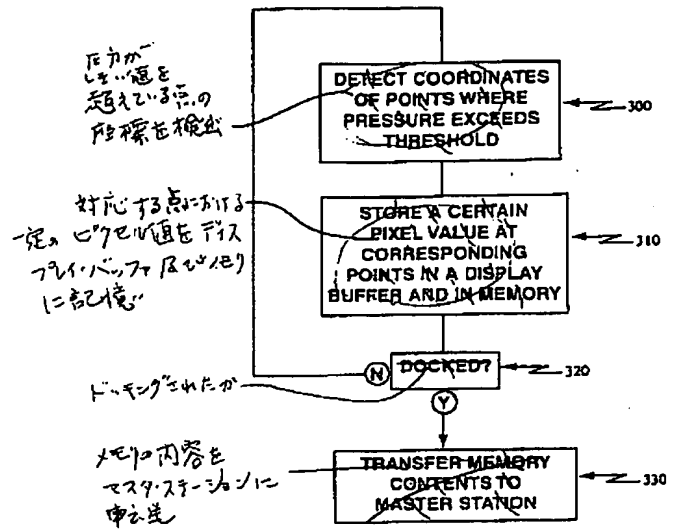 圧力が
しきい値を
超えている点の
座標を検出
DETECT COORDINATES
OF POINTS WHERE
PRESSURE EXCEEDS
THRESHOLD
300
対応する点における
一定のピクセル値をディス
プレイ・バッファ及びメモリ
に記憶
STORE A CERTAIN
PIXEL VALUE AT
CORRESPONDING
POINTS IN A DISPLAY
BUFFER AND IN MEMORY
310
ドッキングされたか
N
DOCKED?
320
Y
メモリの内容を
マスタ・ステーションに
転送
TRANSFER MEMORY
CONTENTS TO
MASTER STATION
330